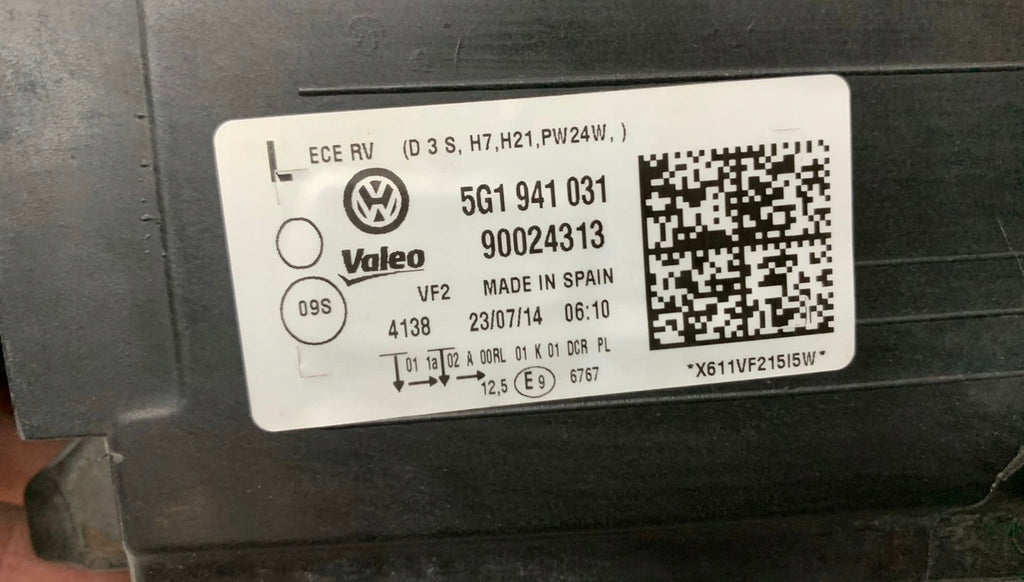 L ECE RV (D 3 S, H7,H21,PW24W, )
5G1 941 031
Valeo 90024313
VF2 MADE IN SPAIN
09S
4138 23/07/14 06:10
01 1a 02 A 00RL 01 K 01 DCR PL
12,5 E9 6767
*X611VF215I5W*